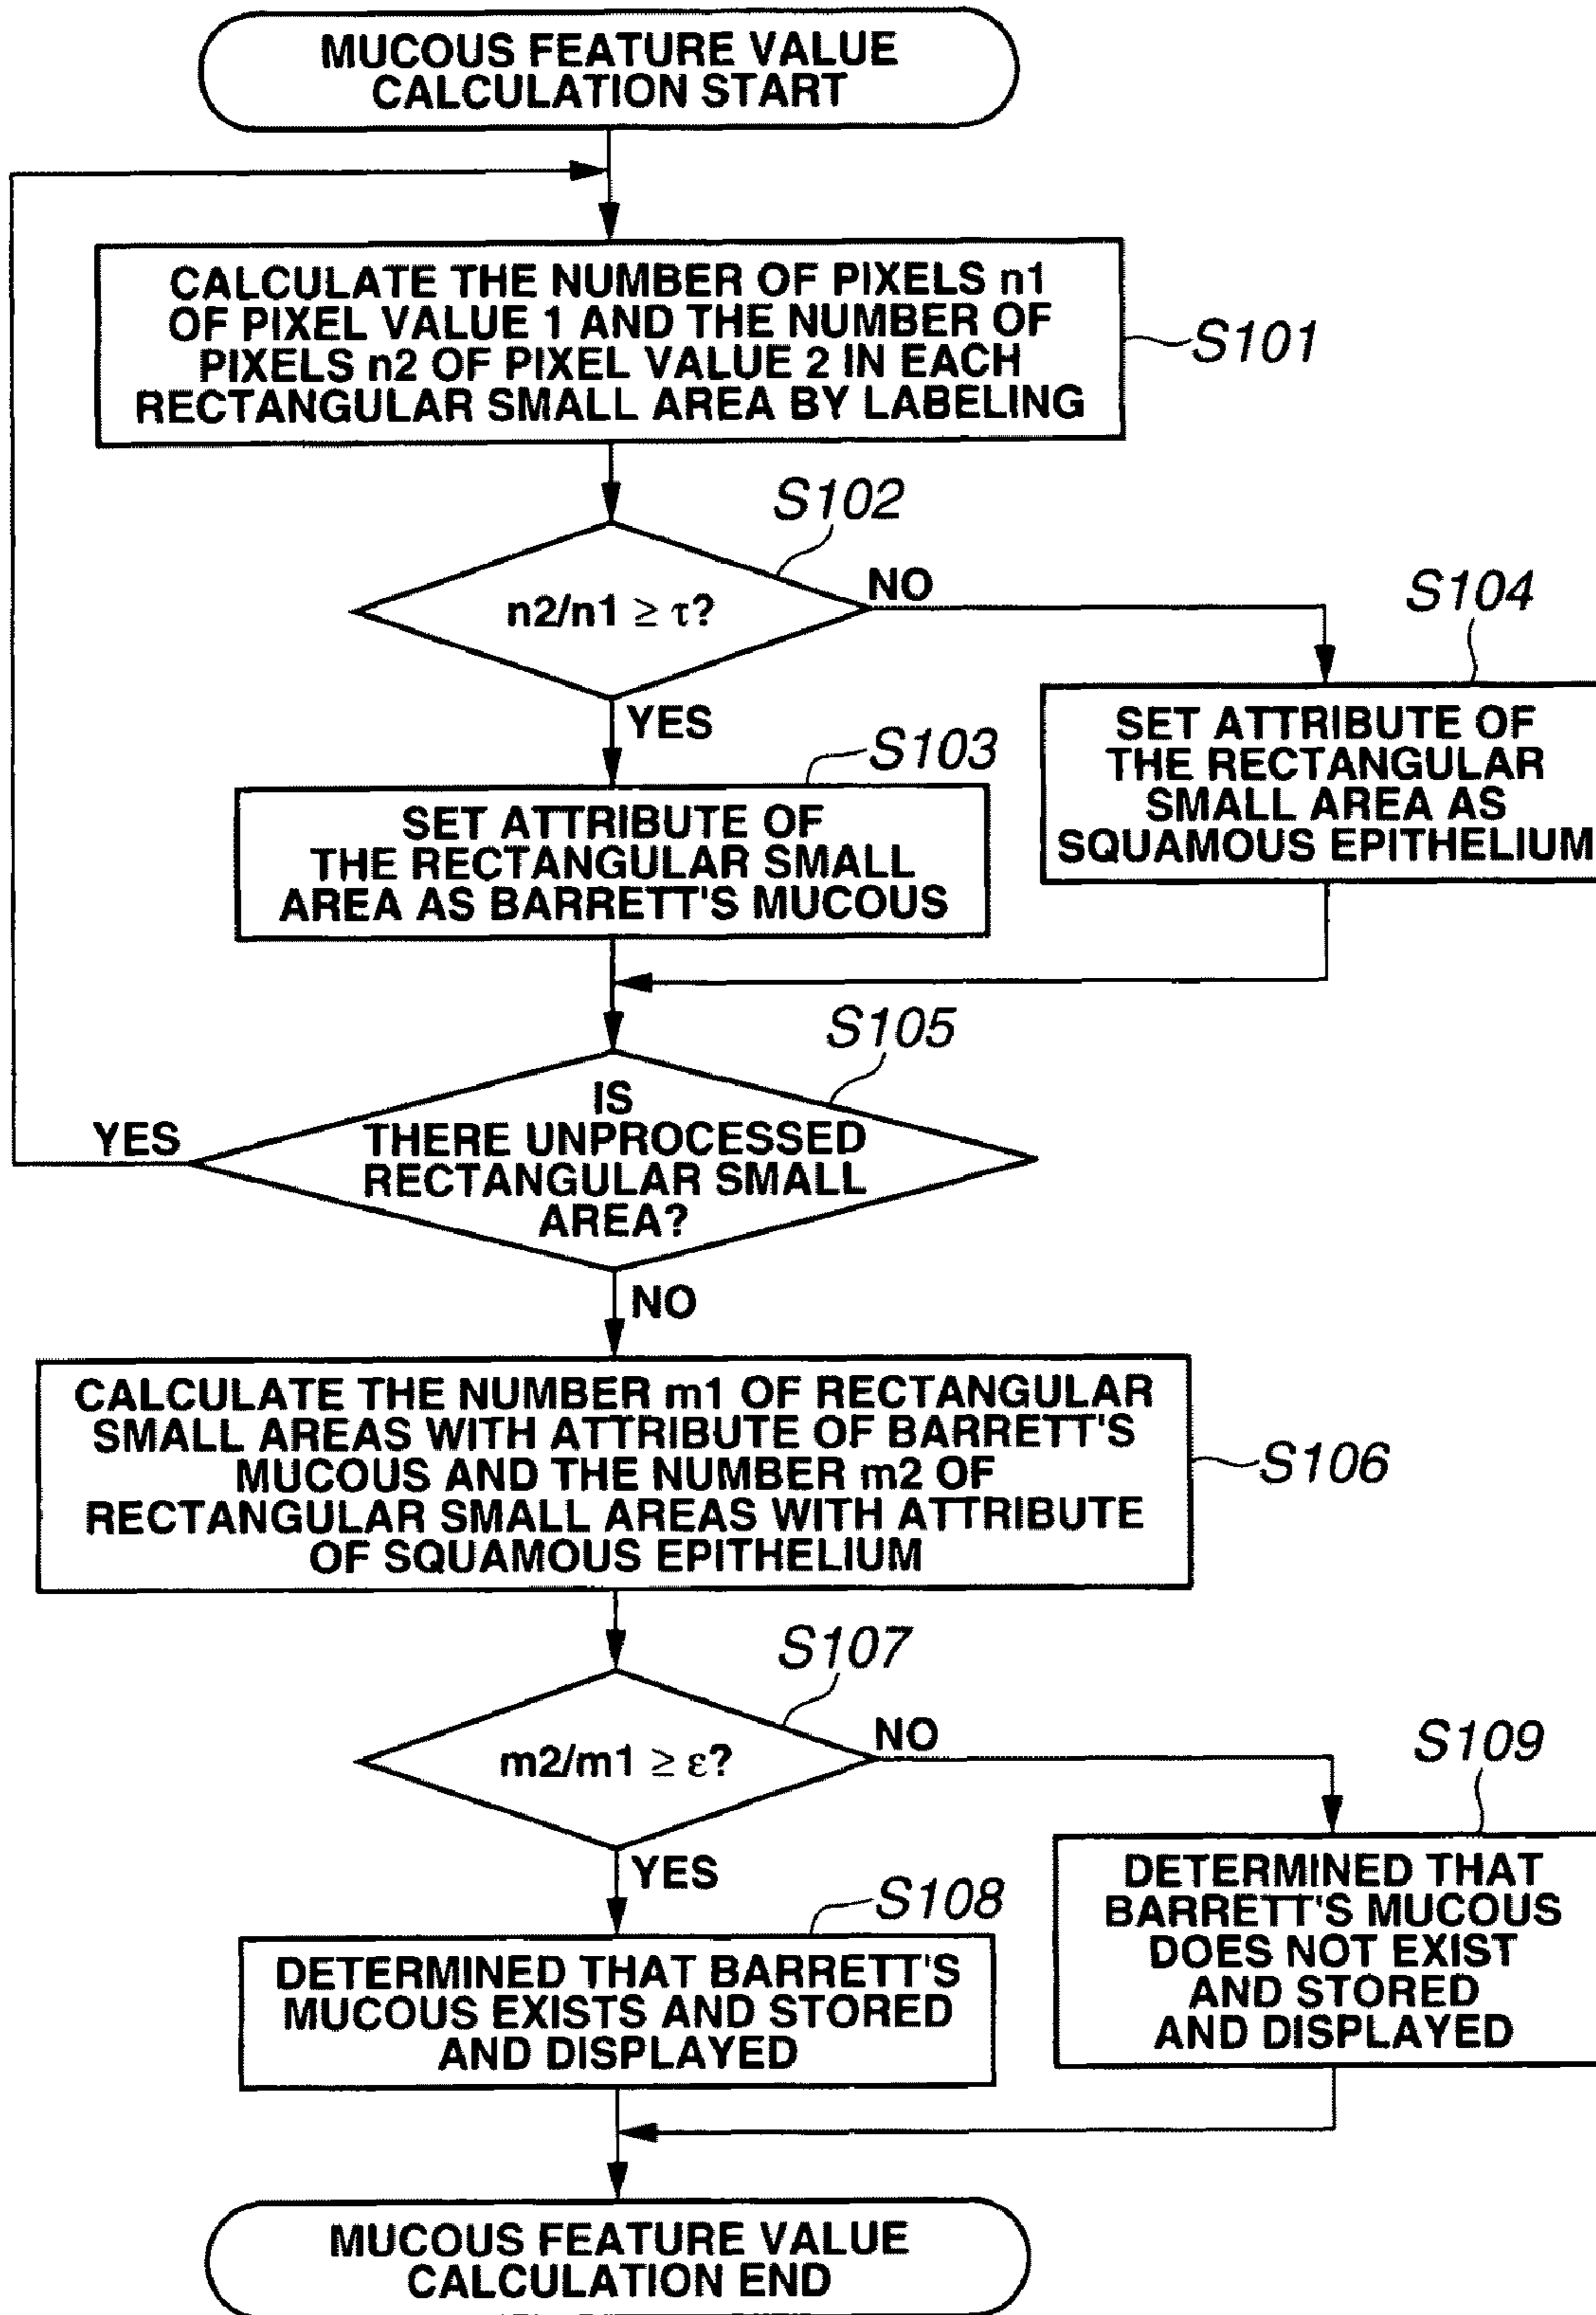 MUCOUS FEATURE VALUE
CALCULATION START
CALCULATE THE NUMBER OF PIXELS n1
OF PIXEL VALUE 1 AND THE NUMBER OF
PIXELS n2 OF PIXEL VALUE 2 IN EACH
RECTANGULAR SMALL AREA BY LABELING
S101
S102
n2/n1 ≥ τ?
NO
YES
S104
SET ATTRIBUTE OF
THE RECTANGULAR
SMALL AREA AS
SQUAMOUS EPITHELIUM
S103
SET ATTRIBUTE OF
THE RECTANGULAR SMALL
AREA AS BARRETT'S MUCOUS
S105
IS
THERE UNPROCESSED
RECTANGULAR SMALL
AREA?
YES
NO
CALCULATE THE NUMBER m1 OF RECTANGULAR
SMALL AREAS WITH ATTRIBUTE OF BARRETT'S
MUCOUS AND THE NUMBER m2 OF
RECTANGULAR SMALL AREAS WITH ATTRIBUTE
OF SQUAMOUS EPITHELIUM
S106
S107
m2/m1 ≥ ε?
NO
YES
S109
DETERMINED THAT
BARRETT'S MUCOUS
DOES NOT EXIST
AND STORED
AND DISPLAYED
S108
DETERMINED THAT BARRETT'S
MUCOUS EXISTS AND STORED
AND DISPLAYED
MUCOUS FEATURE VALUE
CALCULATION END